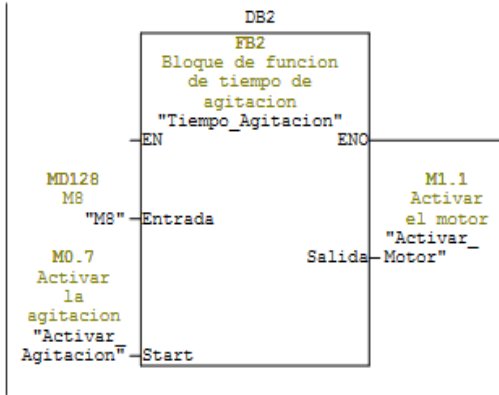 DB2
FB2
Bloque de funcion
de tiempo de
agitacion
"Tiempo_Agitacion"
EN
ENO
MD128
M8
"M8"
Entrada
M1.1
Activar
el motor
"Activar_
Motor"
Salida
M0.7
Activar
la
agitacion
"Activar_
Agitacion"
Start